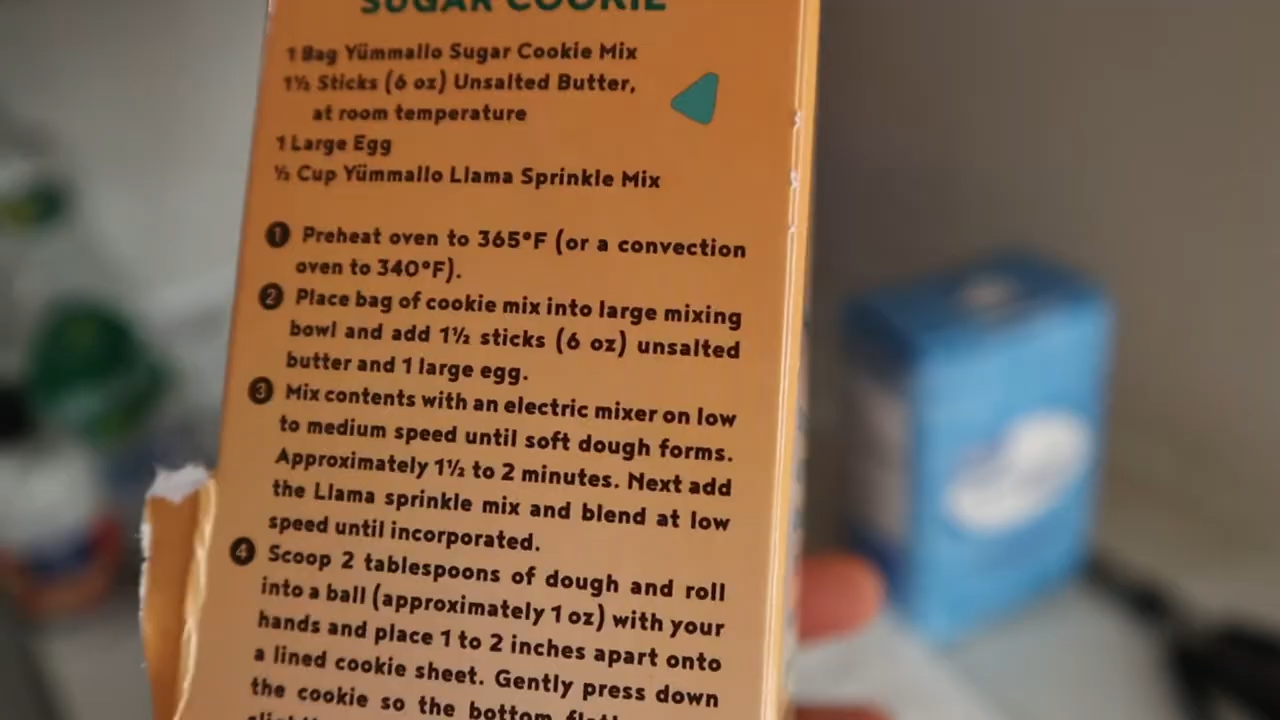 SUGAR COOKIE
1 Bag Yümmallo Sugar Cookie Mix
1½ Sticks (6 oz) Unsalted Butter,
at room temperature
1 Large Egg
½ Cup Yümmallo Llama Sprinkle Mix
1 Preheat oven to 365°F (or a convection
oven to 340°F).
2 Place bag of cookie mix into large mixing
bowl and add 1½ sticks (6 oz) unsalted
butter and 1 large egg.
3 Mix contents with an electric mixer on low
to medium speed until soft dough forms.
Approximately 1½ to 2 minutes. Next add
the Llama sprinkle mix and blend at low
speed until incorporated.
4 Scoop 2 tablespoons of dough and roll
into a ball (approximately 1 oz) with your
hands and place 1 to 2 inches apart onto
a lined cookie sheet. Gently press down
the cookie so the bottom